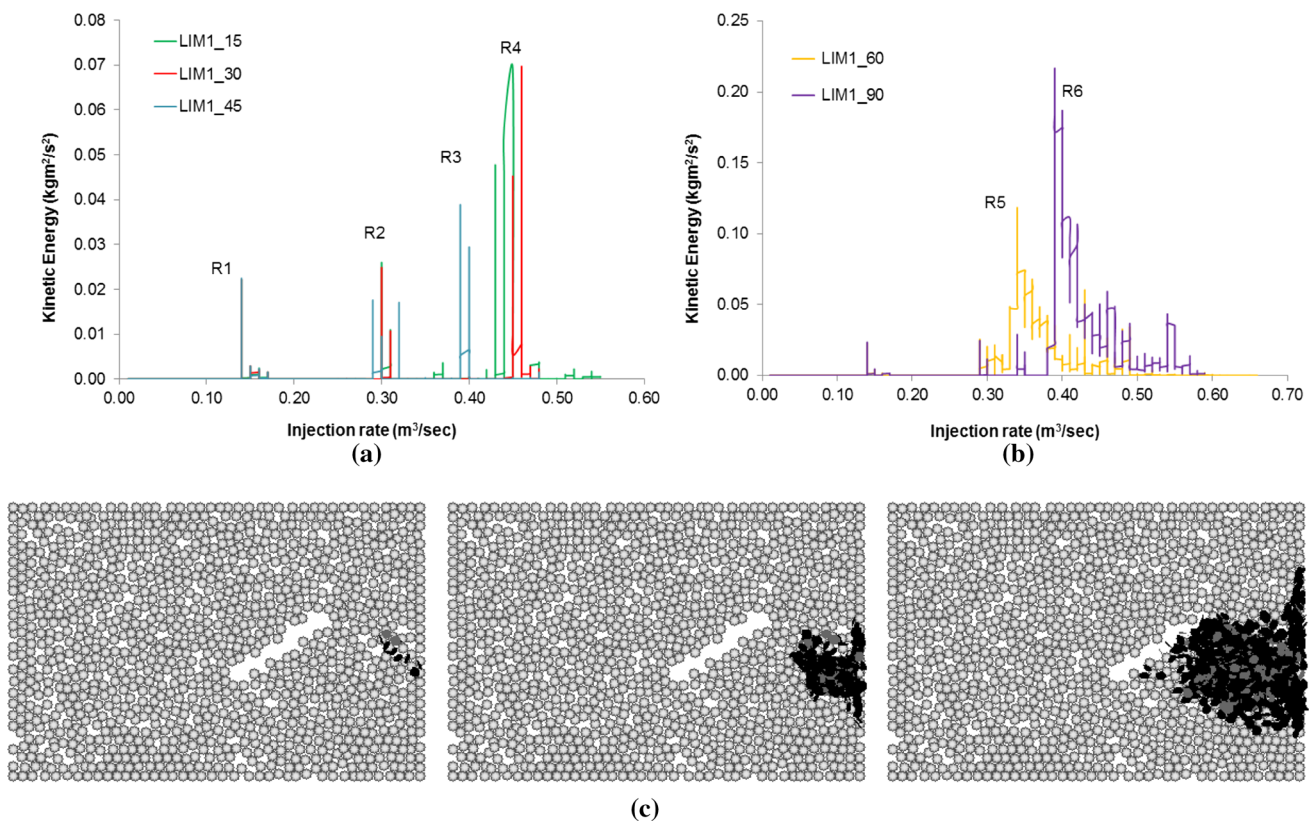 0.08
0.07
0.06
0.05
0.04
0.03
0.02
0.01
0.00
Kinetic Energy (kgm²/s²)
LIM1_15
LIM1_30
LIM1_45
R1
R2
R3
R4
0.00 0.10 0.20 0.30 0.40 0.50 0.60
Injection rate (m³/sec)
(a)
0.25
0.20
0.15
0.10
0.05
0.00
Kinetic Energy (kgm²/s²)
LIM1_60
LIM1_90
R5
R6
0.00 0.10 0.20 0.30 0.40 0.50 0.60 0.70
Injection rate (m³/sec)
(b)
(c)